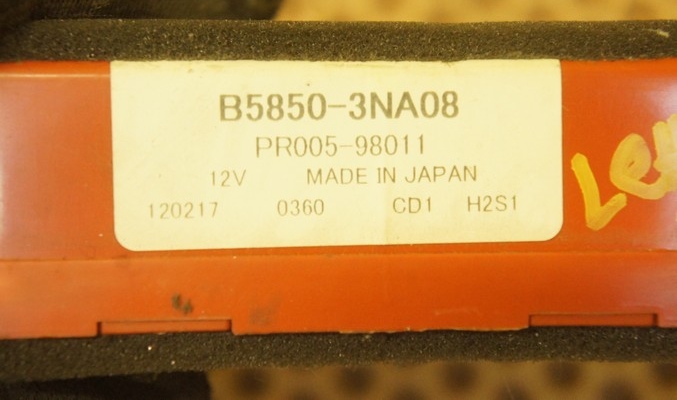 B5850-3NA08
PR005-98011
12V MADE IN JAPAN
120217 0360 CD1 H2S1